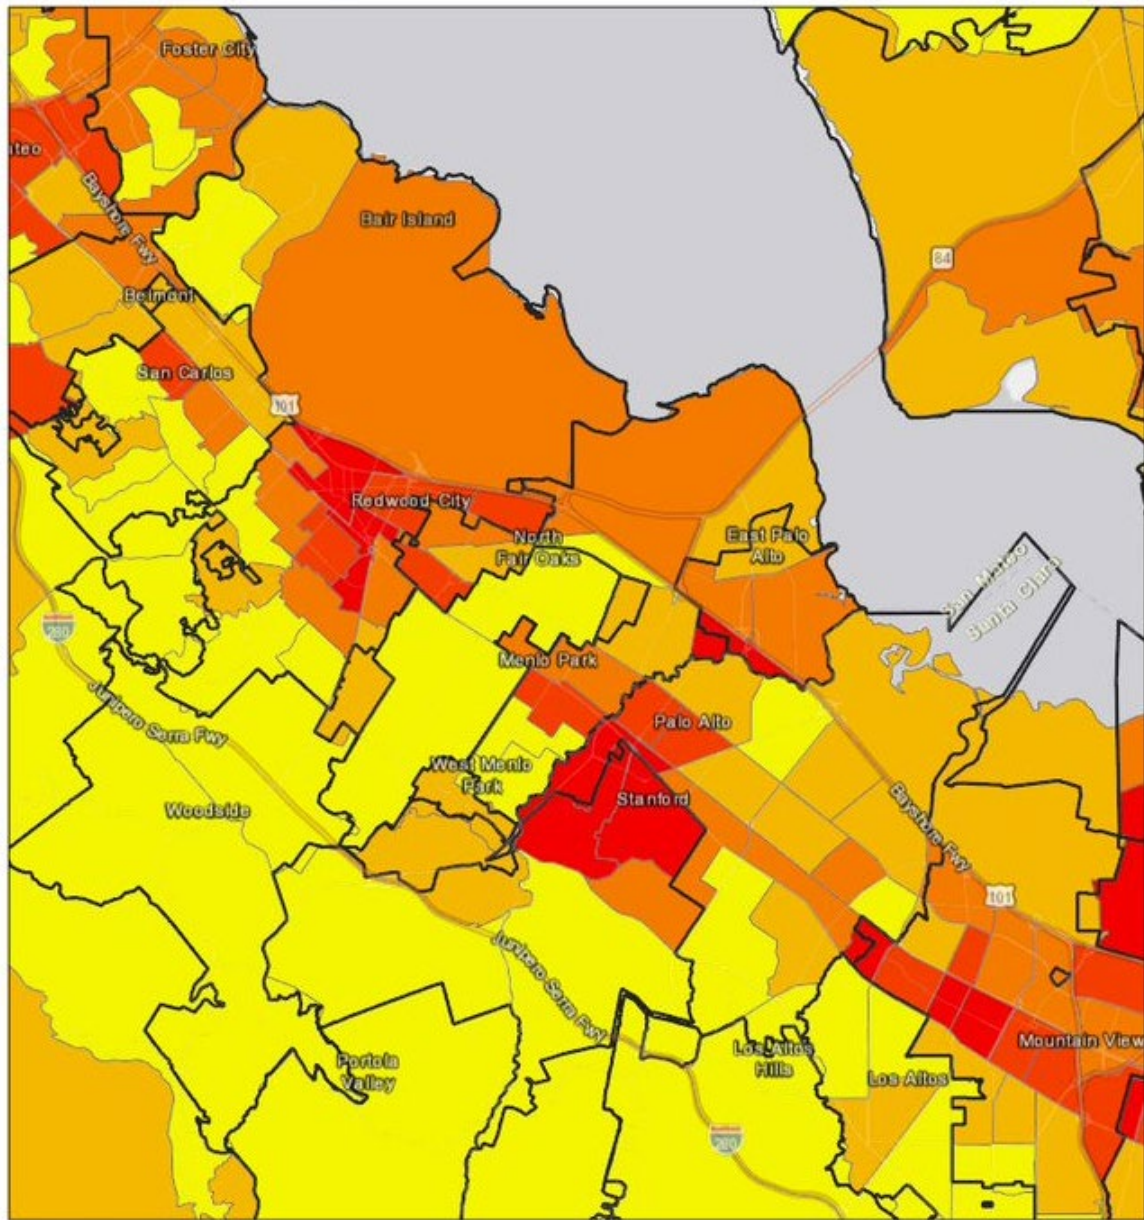 Foster City
ateo
Bayshore Fwy
Bair Island
84
Belmont
San Carlos
101
Redwood City
North
Fair Oaks
East Palo
Alto
San Mateo
Santa Clara
280
Menlo Park
Junipero Serra Fwy
Palo Alto
West Menlo
Park
Woodside
Stanford
Bayshore Fwy
101
Junipero Serra Fwy
Portola
Valley
Los Altos
Hills
Los Altos
Mountain View
280